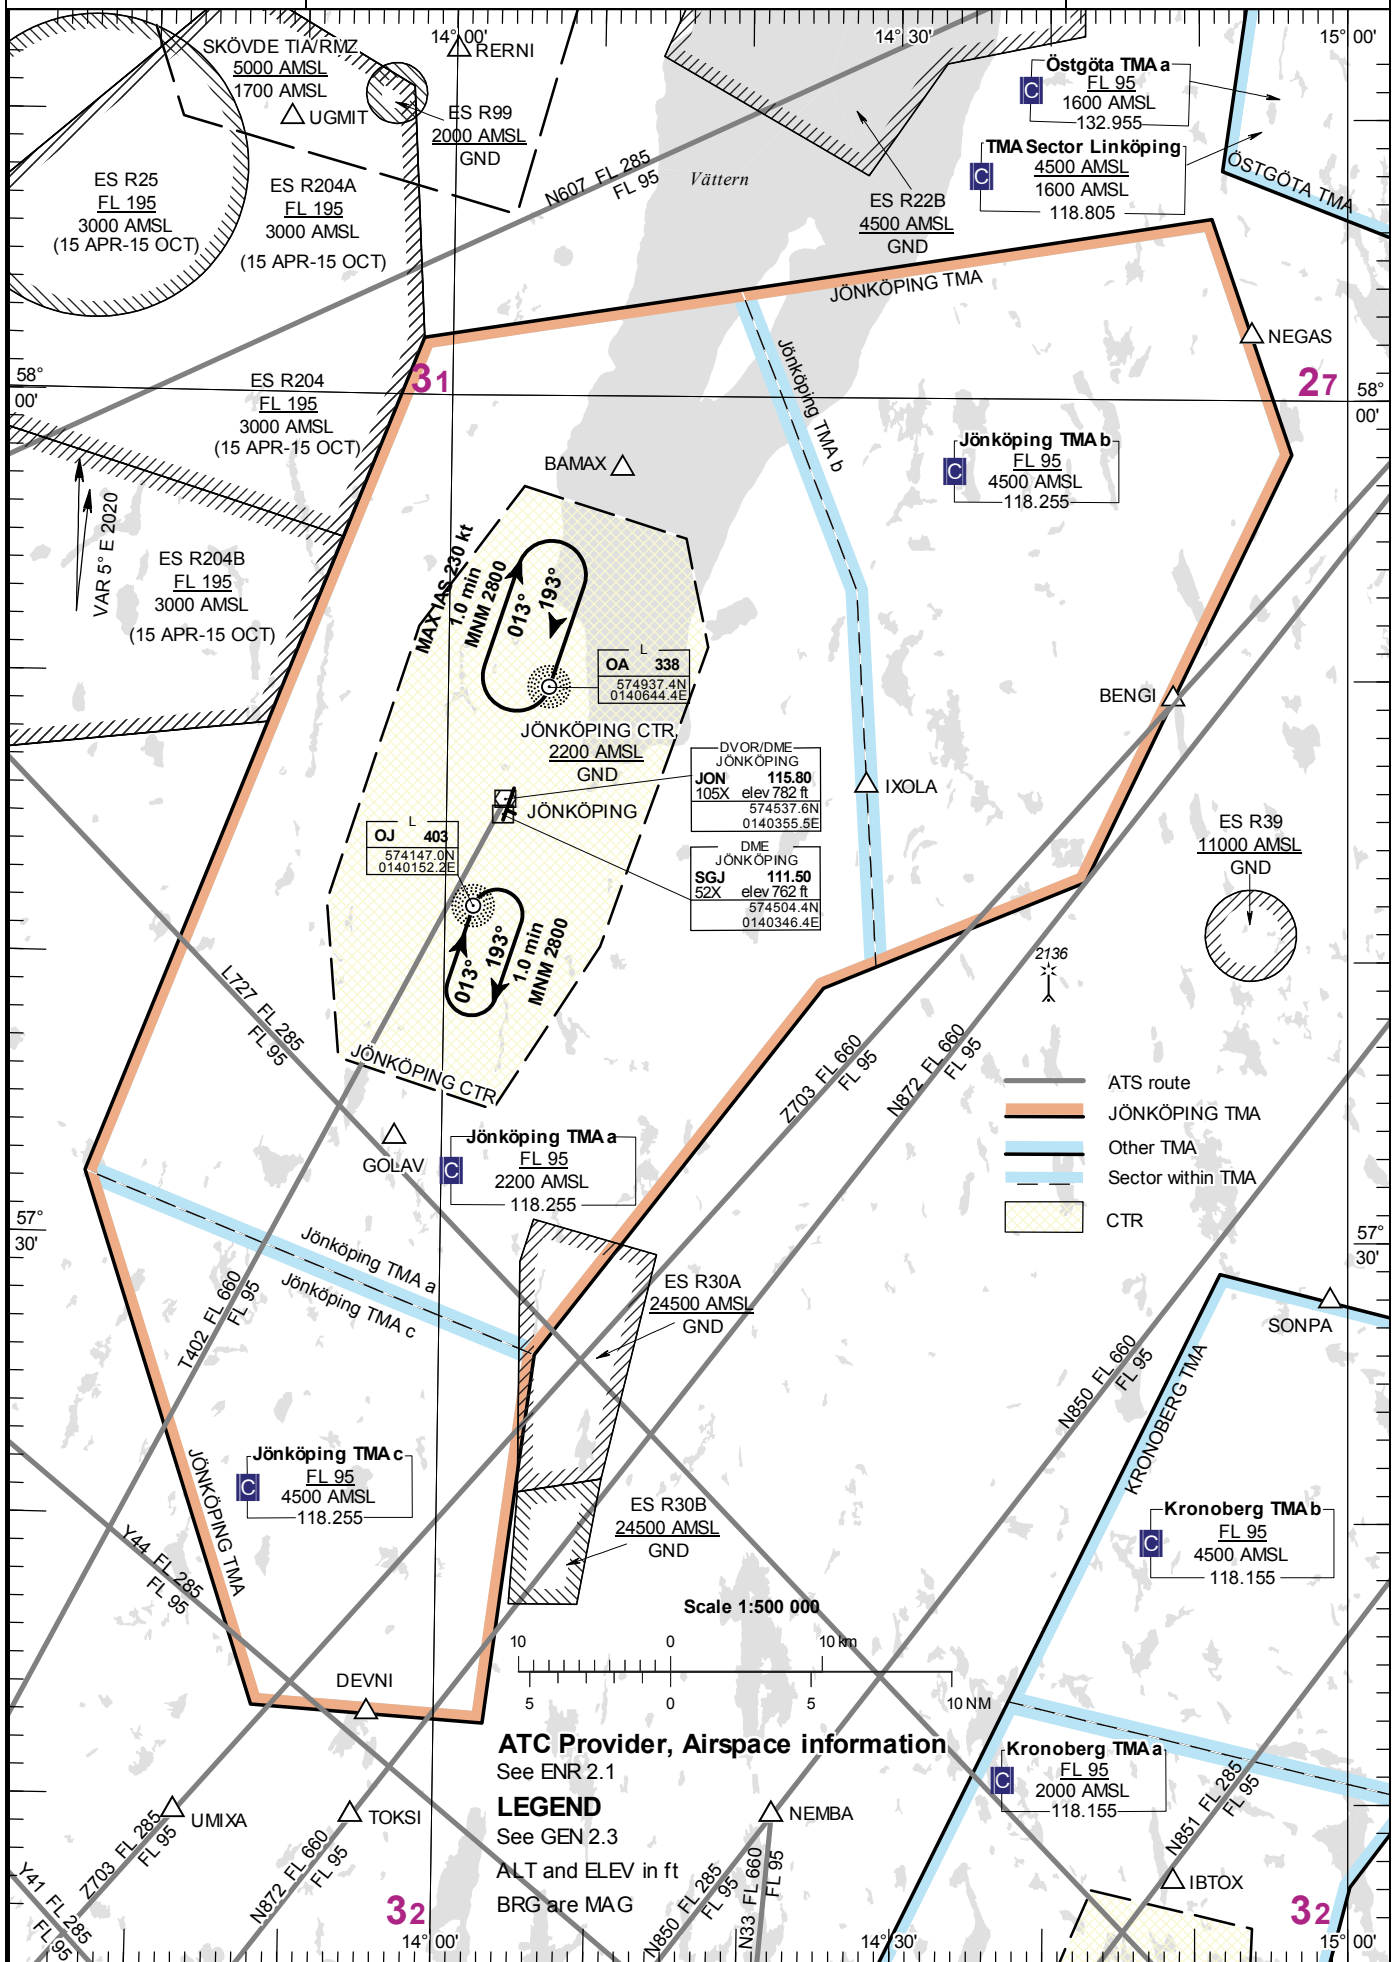 14° 00'
14° 30'
15° 00'
SKÖVDE TIA/RMZ
5000 AMSL
1700 AMSL
RERNI
UGMIT
ES R99
2000 AMSL
GND
Östgöta TMA a
C
FL 95
1600 AMSL
132.955
TMA Sector Linköping
C
4500 AMSL
1600 AMSL
118.805
ÖSTGÖTA TMA
N607 FL 285
FL 95
Vättern
ES R25
FL 195
3000 AMSL
(15 APR-15 OCT)
ES R204A
FL 195
3000 AMSL
(15 APR-15 OCT)
ES R22B
4500 AMSL
GND
JÖNKÖPING TMA
NEGAS
58°
00'
31
27
58°
00'
ES R204
FL 195
3000 AMSL
(15 APR-15 OCT)
Jönköping TMA b
Jönköping TMA b
C
FL 95
4500 AMSL
118.255
BAMAX
VAR 5° E 2020
ES R204B
FL 195
3000 AMSL
(15 APR-15 OCT)
MAX IAS 230 kt
1.0 min
MNM 2800
013°
193°
L
OA 338
574937.4N
0140644.4E
BENGI
JÖNKÖPING CTR
2200 AMSL
GND
DVOR/DME
JÖNKÖPING
JON 115.80
105X elev 782 ft
574537.6N
0140355.5E
IXOLA
JÖNKÖPING
L
OJ 403
574147.0N
0140152.2E
DME
JÖNKÖPING
SGJ 111.50
52X elev 762 ft
574504.4N
0140346.4E
ES R39
11000 AMSL
GND
013°
193°
1.0 min
MNM 2800
2136
L727 FL 285
FL 95
JÖNKÖPING CTR
Z703 FL 660
FL 95
N872 FL 660
FL 95
ATS route
JÖNKÖPING TMA
Other TMA
Sector within TMA
CTR
GOLAV
Jönköping TMA a
C
FL 95
2200 AMSL
118.255
57°
30'
57°
30'
Jönköping TMA a
Jönköping TMA c
T402 FL 660
FL 95
ES R30A
24500 AMSL
GND
SONPA
N850 FL 660
FL 95
KRONOBERG TMA
Jönköping TMA c
C
FL 95
4500 AMSL
118.255
JÖNKÖPING TMA
ES R30B
24500 AMSL
GND
Kronoberg TMA b
C
FL 95
4500 AMSL
118.155
Y44 FL 285
FL 95
Scale 1:500 000
10 0 10 km
5 0 5 10 NM
DEVNI
ATC Provider, Airspace information
See ENR 2.1
LEGEND
See GEN 2.3
ALT and ELEV in ft
BRG are MAG
Kronoberg TMA a
C
FL 95
2000 AMSL
118.155
UMIXA
TOKSI
NEMBA
Z703 FL 285
FL 95
N872 FL 660
FL 95
N851 FL 285
FL 95
Y41 FL 285
FL 95
N850 FL 285
FL 95
N33 FL 660
FL 95
IBTOX
32
32
14° 00'
14° 30'
15° 00'